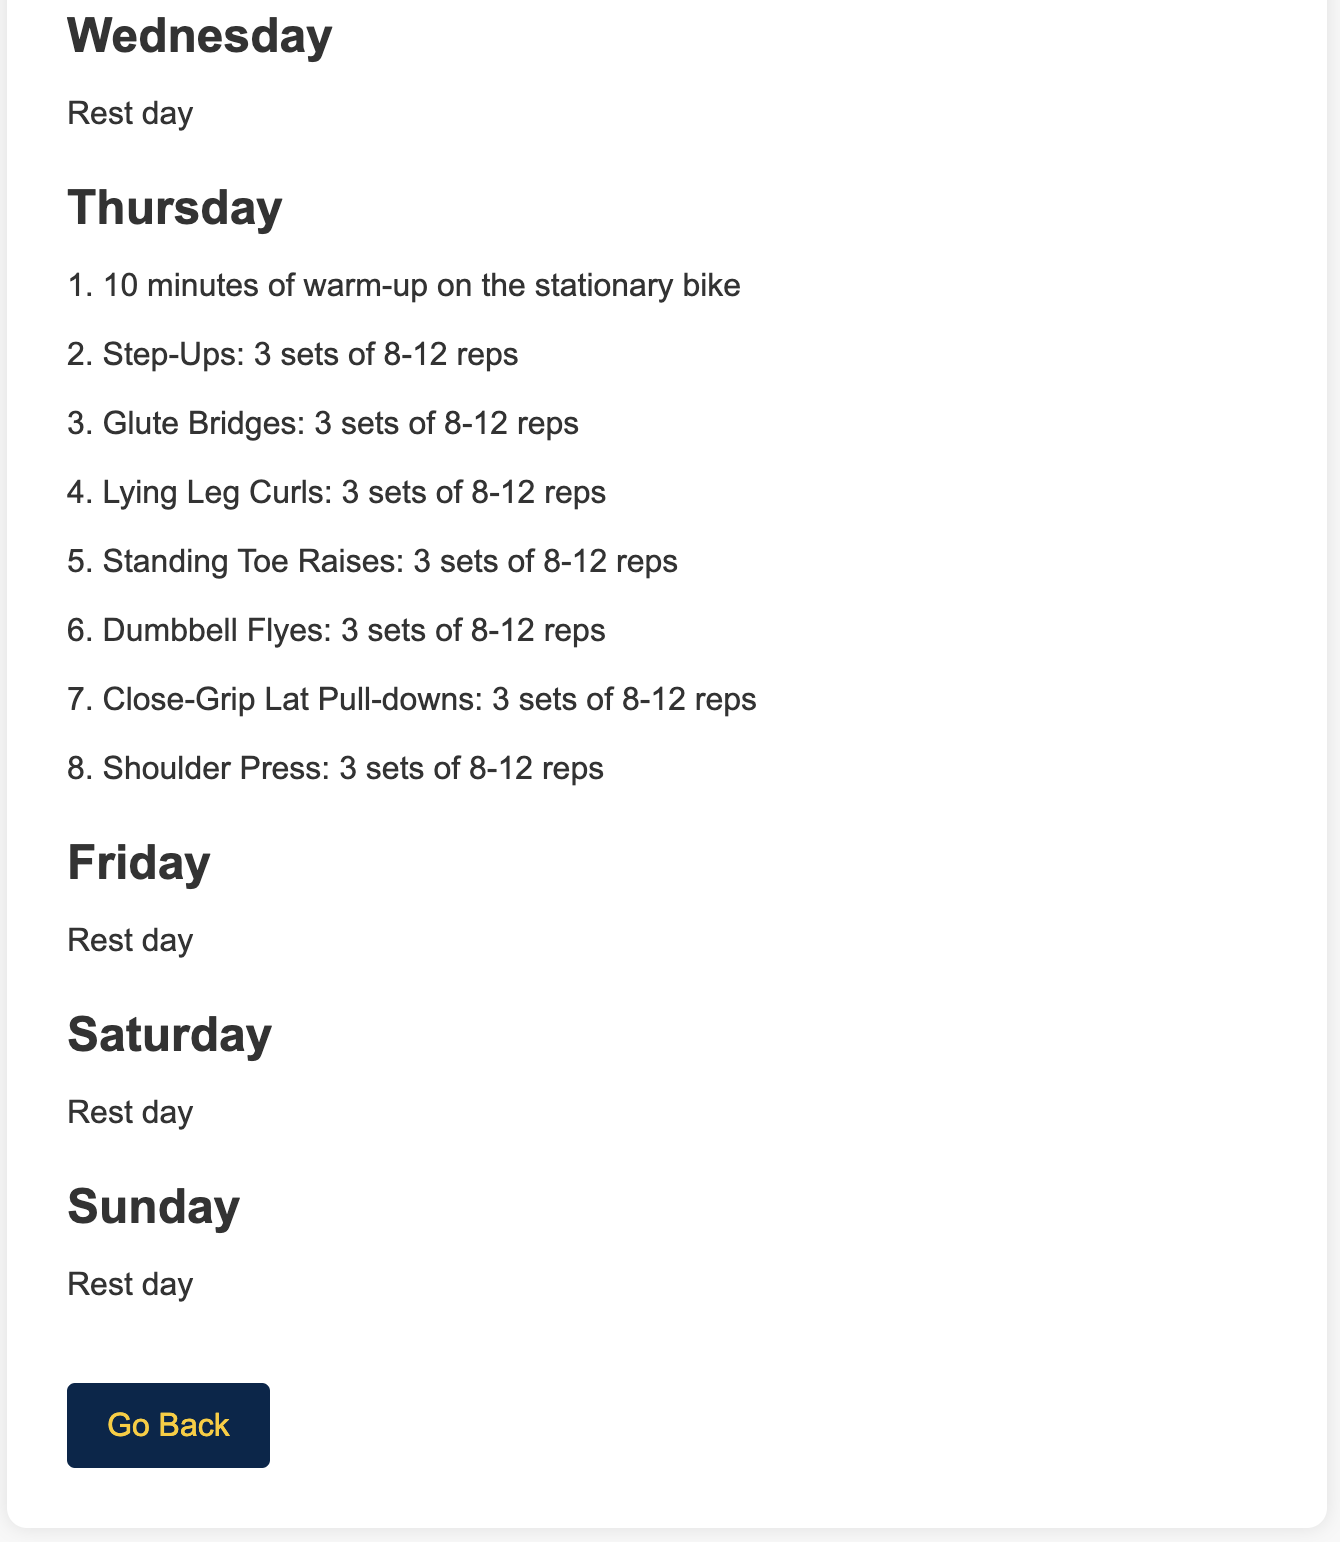 Wednesday
Rest day
Thursday
1. 10 minutes of warm-up on the stationary bike
2. Step-Ups: 3 sets of 8-12 reps
3. Glute Bridges: 3 sets of 8-12 reps
4. Lying Leg Curls: 3 sets of 8-12 reps
5. Standing Toe Raises: 3 sets of 8-12 reps
6. Dumbbell Flyes: 3 sets of 8-12 reps
7. Close-Grip Lat Pull-downs: 3 sets of 8-12 reps
8. Shoulder Press: 3 sets of 8-12 reps
Friday
Rest day
Saturday
Rest day
Sunday
Rest day
Go Back